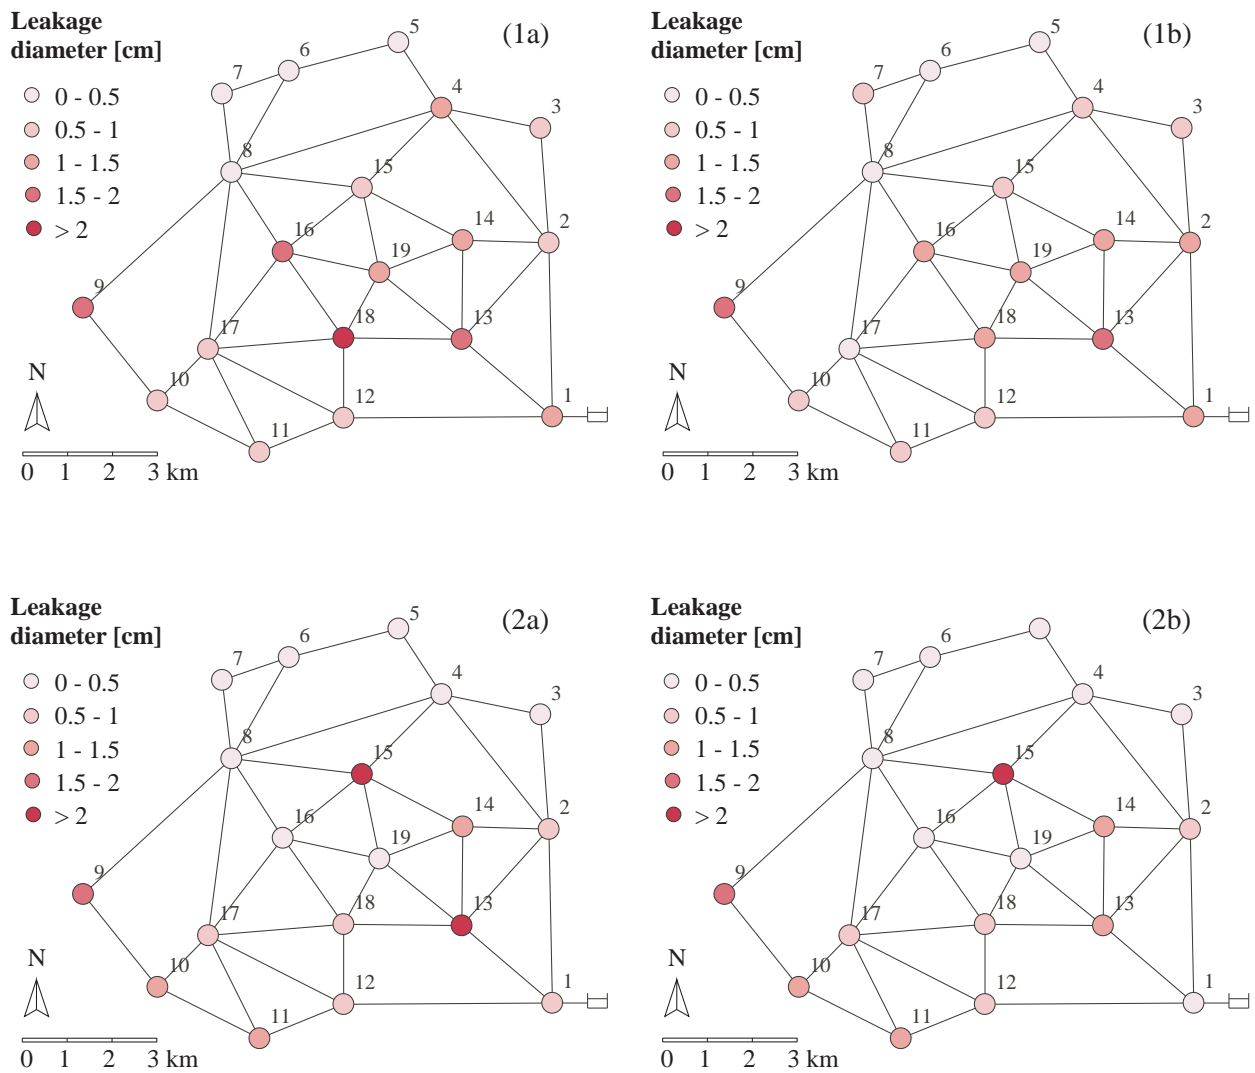 Leakage
diameter [cm]
0 - 0.5
0.5 - 1
1 - 1.5
1.5 - 2
> 2
(1a)
5
6
7
4
3
8
15
16
14
2
19
9
17
18
13
10
12
1
11
N
0 1 2 3 km
Leakage
diameter [cm]
0 - 0.5
0.5 - 1
1 - 1.5
1.5 - 2
> 2
(1b)
5
6
7
4
3
8
15
16
14
2
19
9
17
18
13
10
12
1
11
N
0 1 2 3 km
Leakage
diameter [cm]
0 - 0.5
0.5 - 1
1 - 1.5
1.5 - 2
> 2
(2a)
5
6
7
4
3
8
15
16
14
2
19
9
17
18
13
10
12
1
11
N
0 1 2 3 km
Leakage
diameter [cm]
0 - 0.5
0.5 - 1
1 - 1.5
1.5 - 2
> 2
(2b)
6
7
4
3
8
15
16
14
2
19
9
17
18
13
10
12
1
11
N
0 1 2 3 km